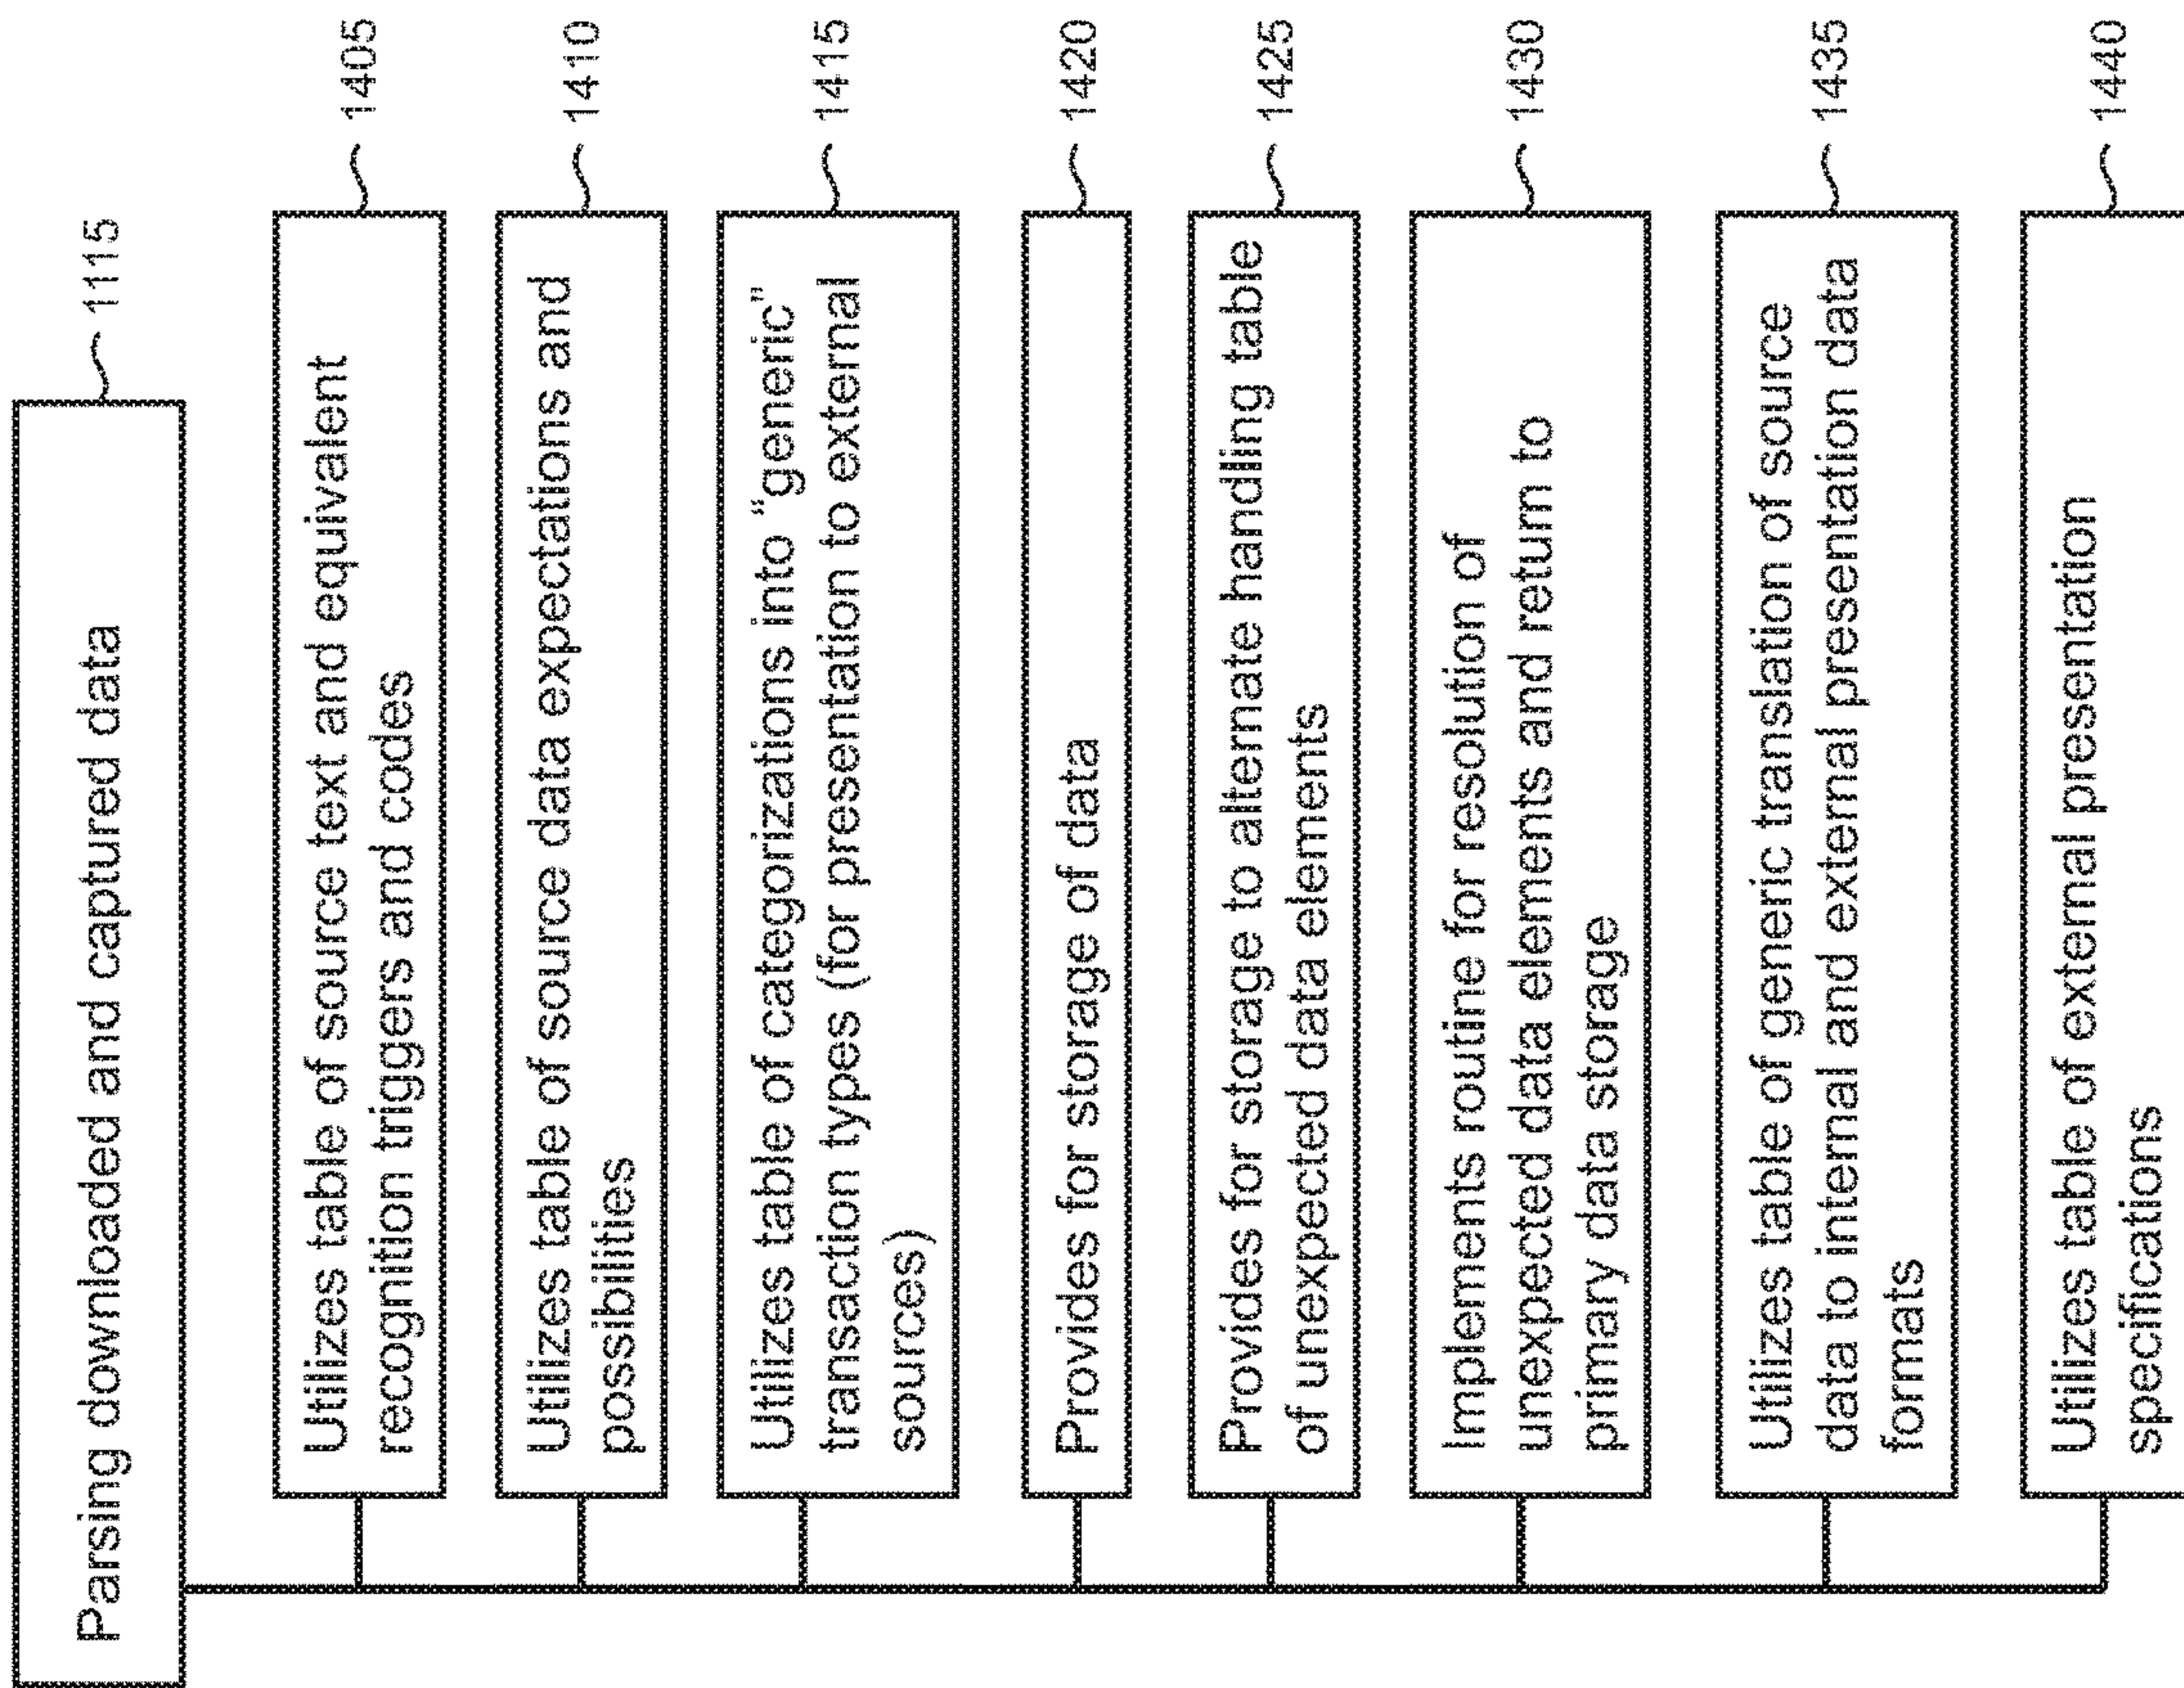 Parsing downloaded and captured data
1115
Utilizes table of source text and equivalent
recognition triggers and codes
1405
Utilizes table of source data expectations and
possibilities
1410
Utilizes table of categorizations into “generic”
transaction types (for presentation to external
sources)
1415
Provides for storage of data
1420
Provides for storage to alternate handling table
of unexpected data elements
1425
Implements routine for resolution of
unexpected data elements and return to
primary data storage
1430
Utilizes table of generic translation of source
data to internal and external presentation data
formats
1435
Utilizes table of external presentation
specifications
1440